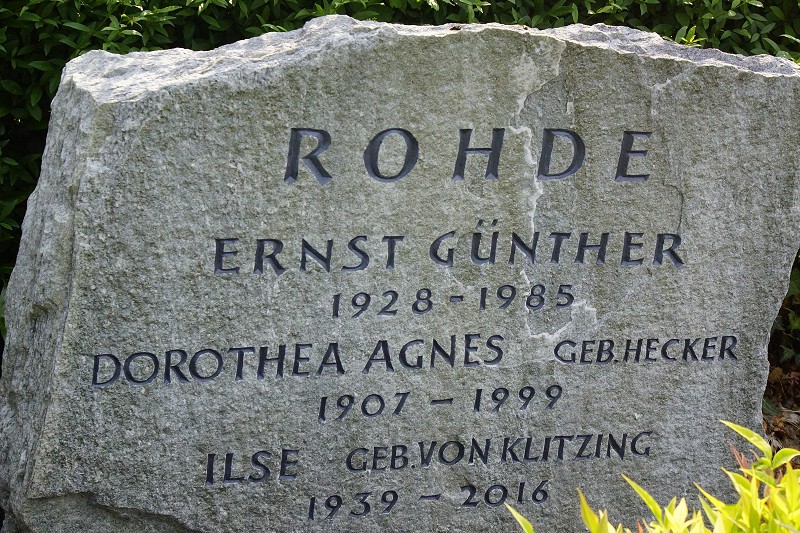 ROHDE
ERNST GÜNTHER
1928 - 1985
DOROTHEA AGNES GEB. HECKER
1907 - 1999
ILSE GEB. VON KLITZING
1939 - 2016